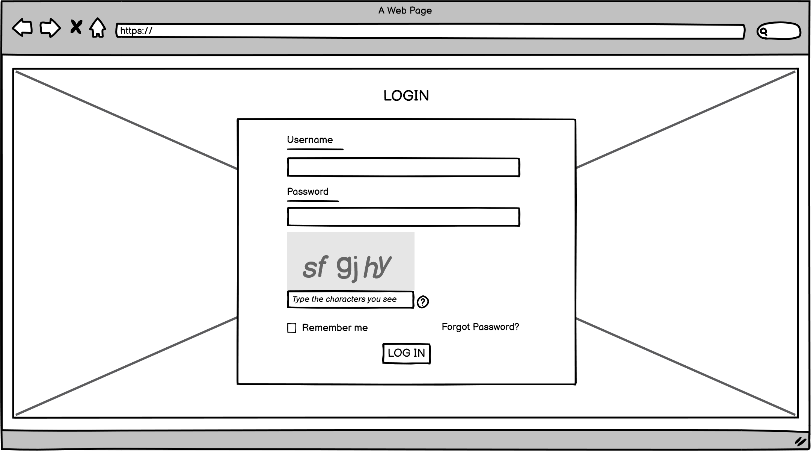 A Web Page
https://
LOGIN
Username
Password
sf gj hy
Type the characters you see
?
Remember me
Forgot Password?
LOG IN